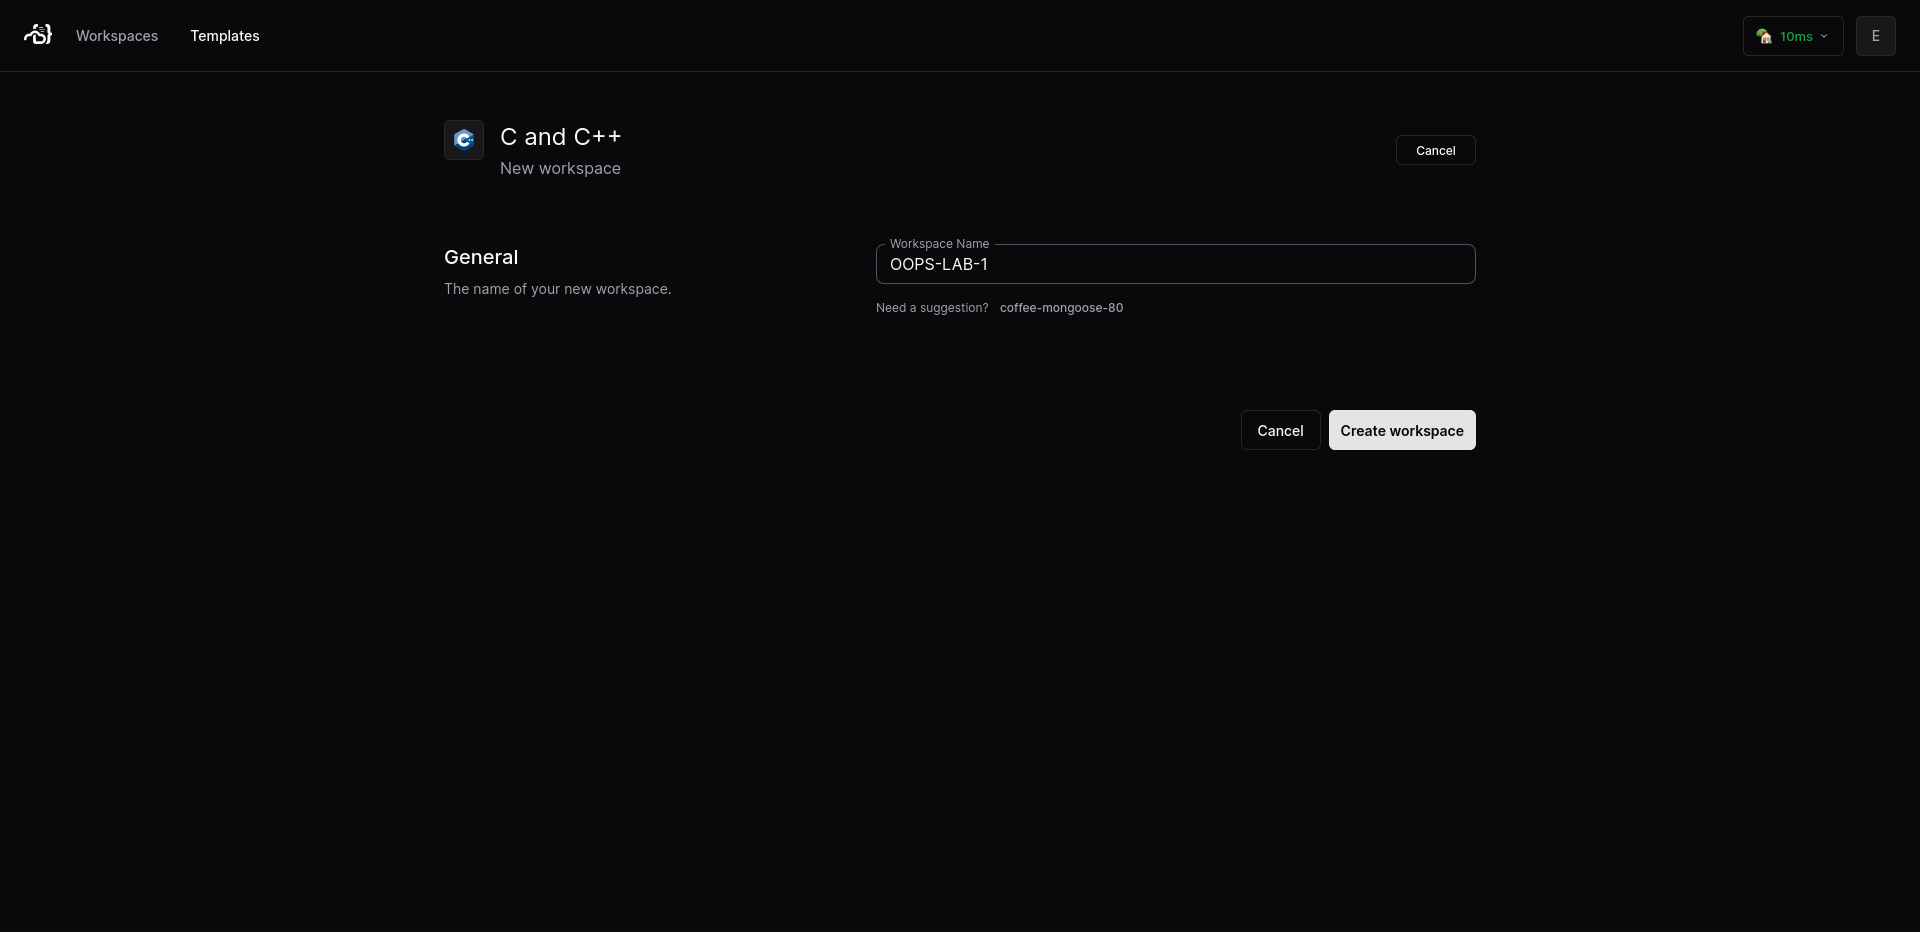 Workspaces
Templates
10ms
E
C and C++
New workspace
Cancel
General
The name of your new workspace.
Workspace Name
OOPS-LAB-1
Need a suggestion? coffee-mongoose-80
Cancel
Create workspace